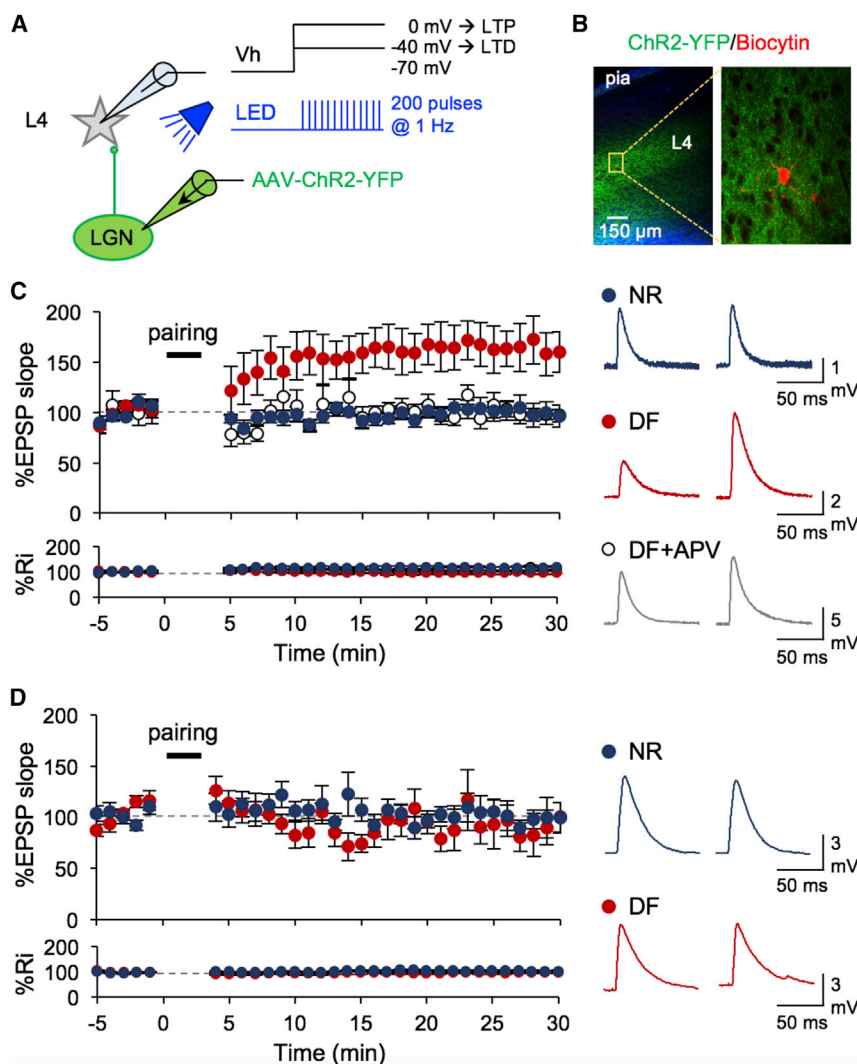 A
Vh
0 mV → LTP
-40 mV → LTD
-70 mV
L4
LED
200 pulses
@ 1 Hz
AAV-ChR2-YFP
LGN
B
ChR2-YFP/Biocytin
pia
L4
150 μm
C
200
150
100
50
0
%EPSP slope
pairing
200
100
0
%Ri
-5 0 5 10 15 20 25 30
Time (min)
NR
1
mV
50 ms
DF
2
mV
50 ms
DF+APV
5
mV
50 ms
D
200
150
100
50
0
%EPSP slope
pairing
200
100
0
%Ri
-5 0 5 10 15 20 25 30
Time (min)
NR
3
mV
50 ms
DF
3
mV
50 ms